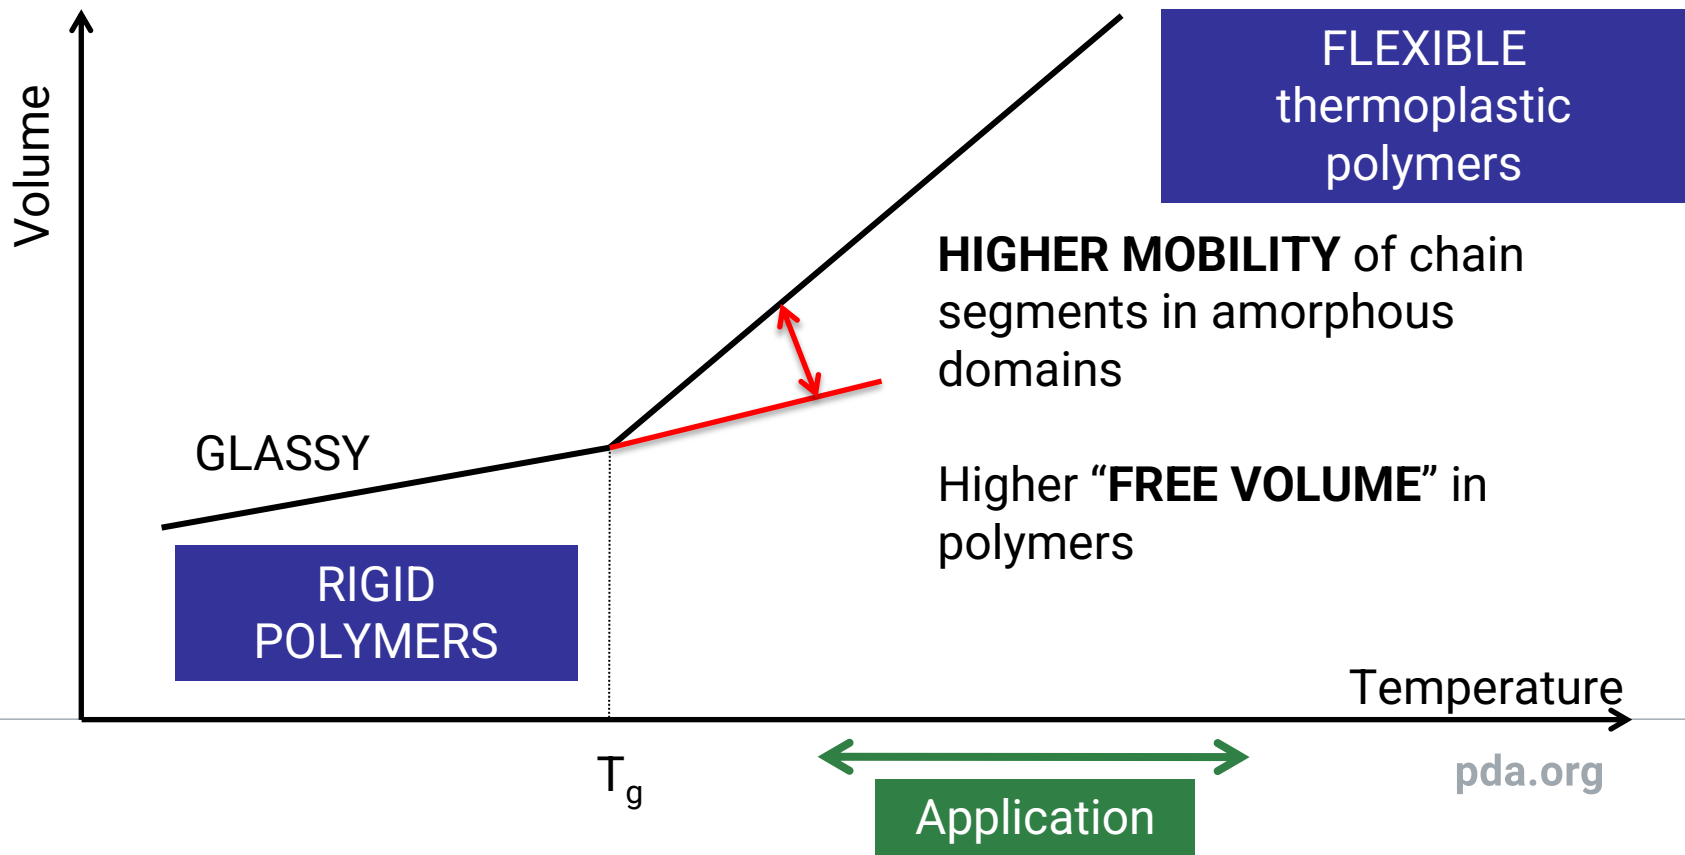 Volume
FLEXIBLE
thermoplastic
polymers
HIGHER MOBILITY of chain
segments in amorphous
domains
GLASSY
Higher “FREE VOLUME” in
polymers
RIGID
POLYMERS
Temperature
Tg
pda.org
Application